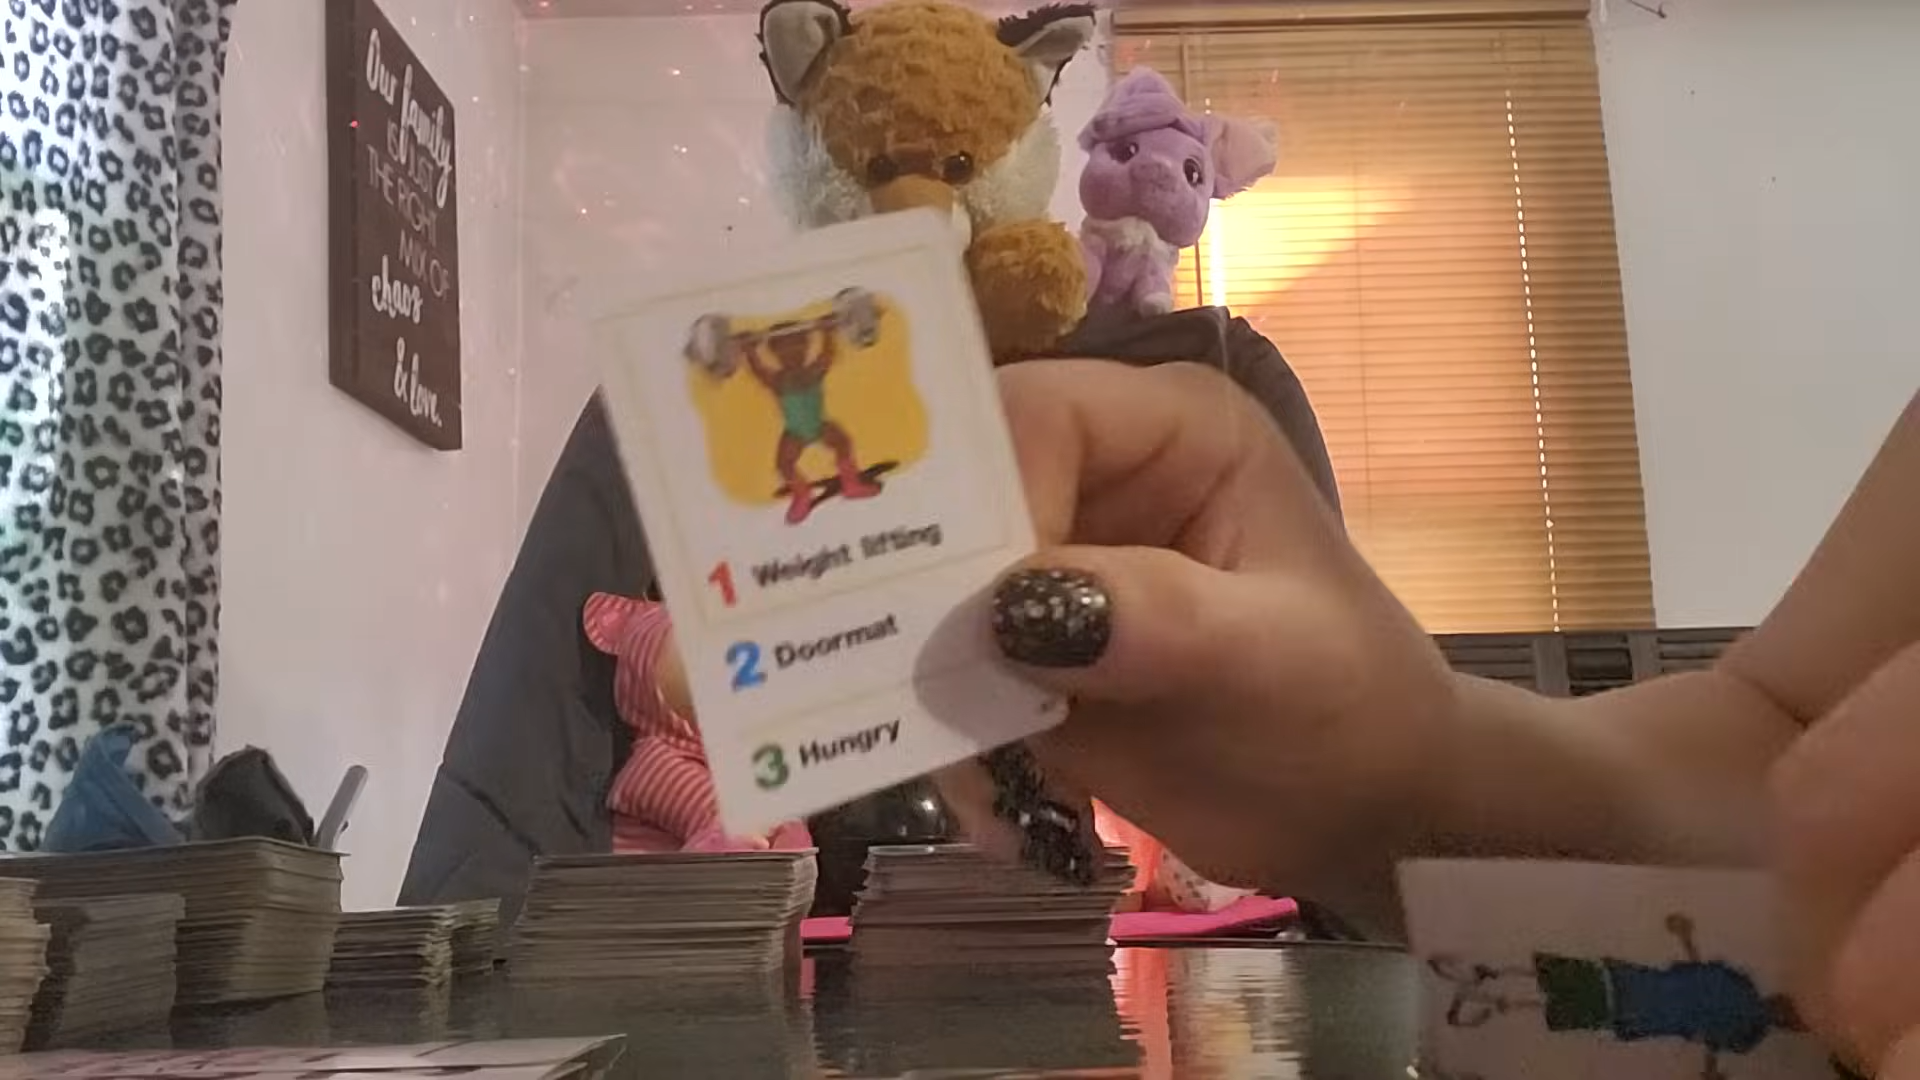 Our family
IS JUST
THE RIGHT
MIX OF
chaos
& love.
1 Weight lifting
2 Doormat
3 Hungry